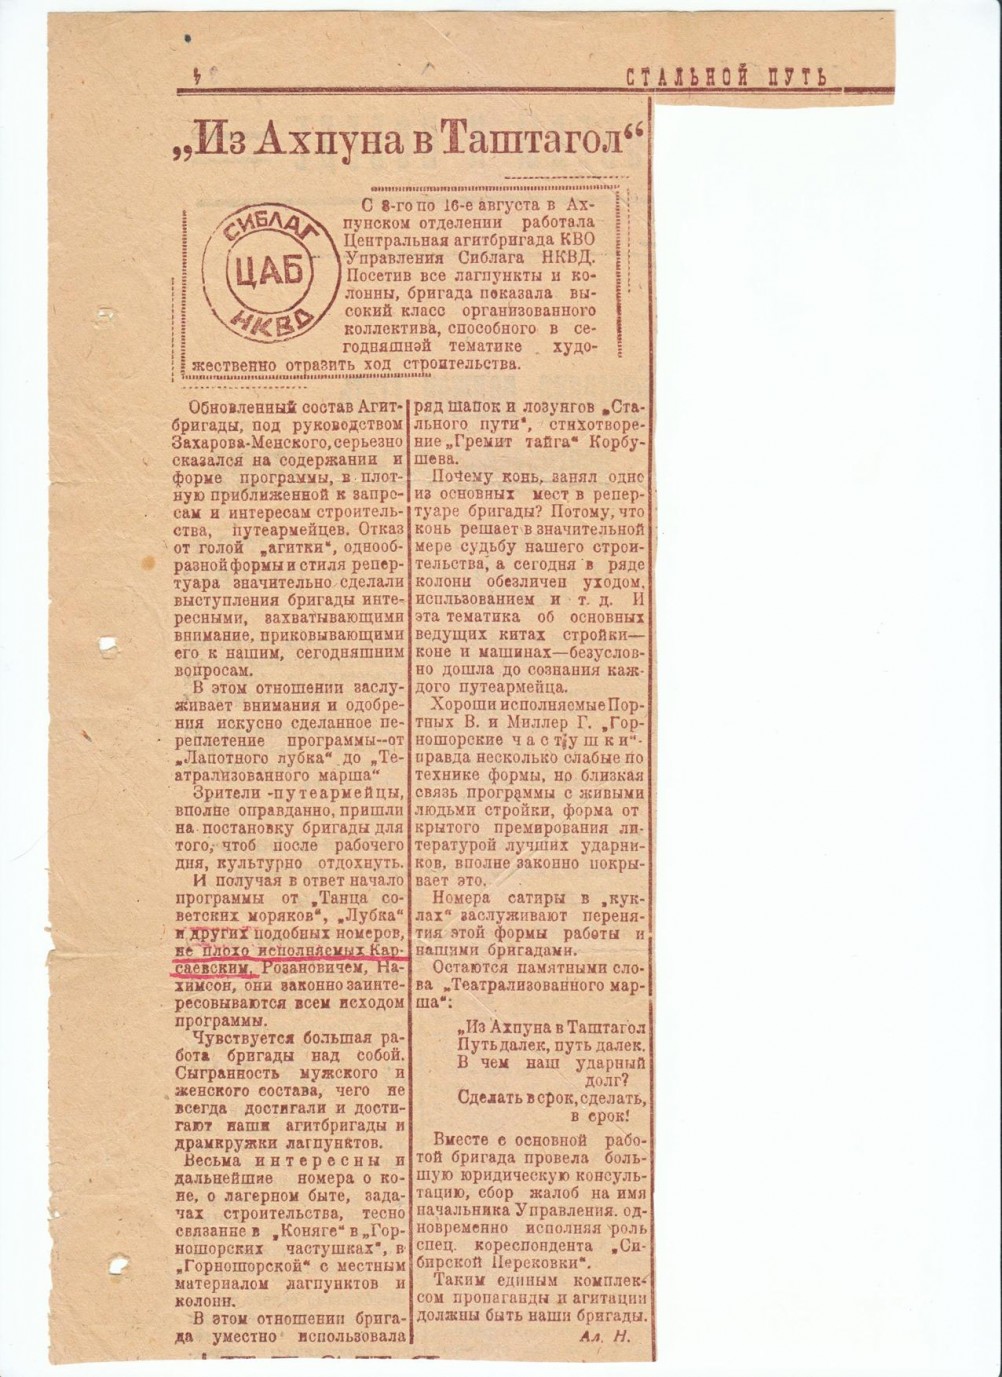 4
СТАЛЬНОЙ ПУТЬ
„Из Ахпуна в Таштагол“
СИБЛАГ
ЦАБ
НКВД
С 8-го по 16-е августа в Ах-
пунском отделении работала
Центральная агитбригада КВО
Управления Сиблага НКВД.
Посетив все лагпункты и ко-
лонны, бригада показала вы-
сокий класс организованного
коллектива, способного в се-
годняшней тематике худо-
жественно отразить ход строительства.
Обновленный состав Агит-
бригады, под руководством
Захарова-Менского, серьезно
сказался на содержании и
форме программы, в плот-
ную приближенной к запро-
сам и интересам строитель-
ства, путеармейцев. Отказ
от голой „агитки“, однооб-
разной формы и стиля репер-
туара значительно сделали
выступления бригады инте-
ресными, захватывающими
внимание, приковывающими
его к нашим, сегодняшним
вопросам.
В этом отношении заслу-
живает внимания и одобре-
ния искусно сделанное пе-
реплетение программы--от
„Лапотного лубка“ до „Те-
атрализованного марша“
Зрители -путеармейцы,
вполне оправданно, пришли
на постановку бригады для
того, чтоб после рабочего
дня, культурно отдохнуть.
И получая в ответ начало
программы от „Танца со-
ветских моряков“, „Лубка“
и других подобных номеров,
не плохо исполняемых Кар-
саевским, Розановичем, На-
химсон, они законно заинте-
ресовываются всем исходом
программы.
Чувствуется большая ра-
бота бригады над собой.
Сыгранность мужского и
женского состава, чего не
всегда достигали и дости-
гают наши агитбригады и
драмкружки лагпунктов.
Весьма интересны и
дальнейшие номера о ко-
не, о лагерном быте, зада-
чах строительства, тесно
связанне в „Коняге“ в „Гор-
ношорских частушках“, в
„Горношорской“ с местным
материалом лагпунктов и
колонн.
В этом отношении брига-
да уместно использовала
ряд шапок и лозунгов „Ста-
льного пути“, стихотворе-
ние „Гремит тайга“ Корбу-
шева.
Почему конь, занял одно
из основных мест в репер-
туаре бригады? Потому, что
конь решает в значительной
мере судьбу нашего строи-
тельства, а сегодня в ряде
колонн обезличен уходом,
испльзованием и т. д. И
эта тематика об основных
ведущих китах стройки—
коне и машинах—безуслов-
но дошла до сознания каж-
дого путеармейца.
Хороши исполняемые Пор-
тных В. и Миллер Г. „Гор-
ношорские частушки“-
правда несколько слабые по
технике формы, но близкая
связь программы с живыми
людьми стройки, форма от
крытого премирования ли-
тературой лучших ударни-
ков, вполне законно покры-
вает это.
Номера сатиры в „кук-
лах“ заслуживают переня-
тия этой формы работы и
нашими бригадами.
Остаются памятными сло-
ва „Театрализованного мар-
ша“:
„Из Ахпуна в Таштагол
Путь далек, путь далек.
В чем наш ударный
долг?
Сделать в срок, сделать,
в срок!
Вместе с основной рабо-
той бригада провела боль-
шую юридическую консуль-
тацию, сбор жалоб на имя
начальника Управления. од-
новременно исполняя роль
спец. кореспондента „Си-
бирской Перековки“.
Таким единым комплек-
сом пропаганды и агитации
должны быть наши бригады.
Ал. Н.